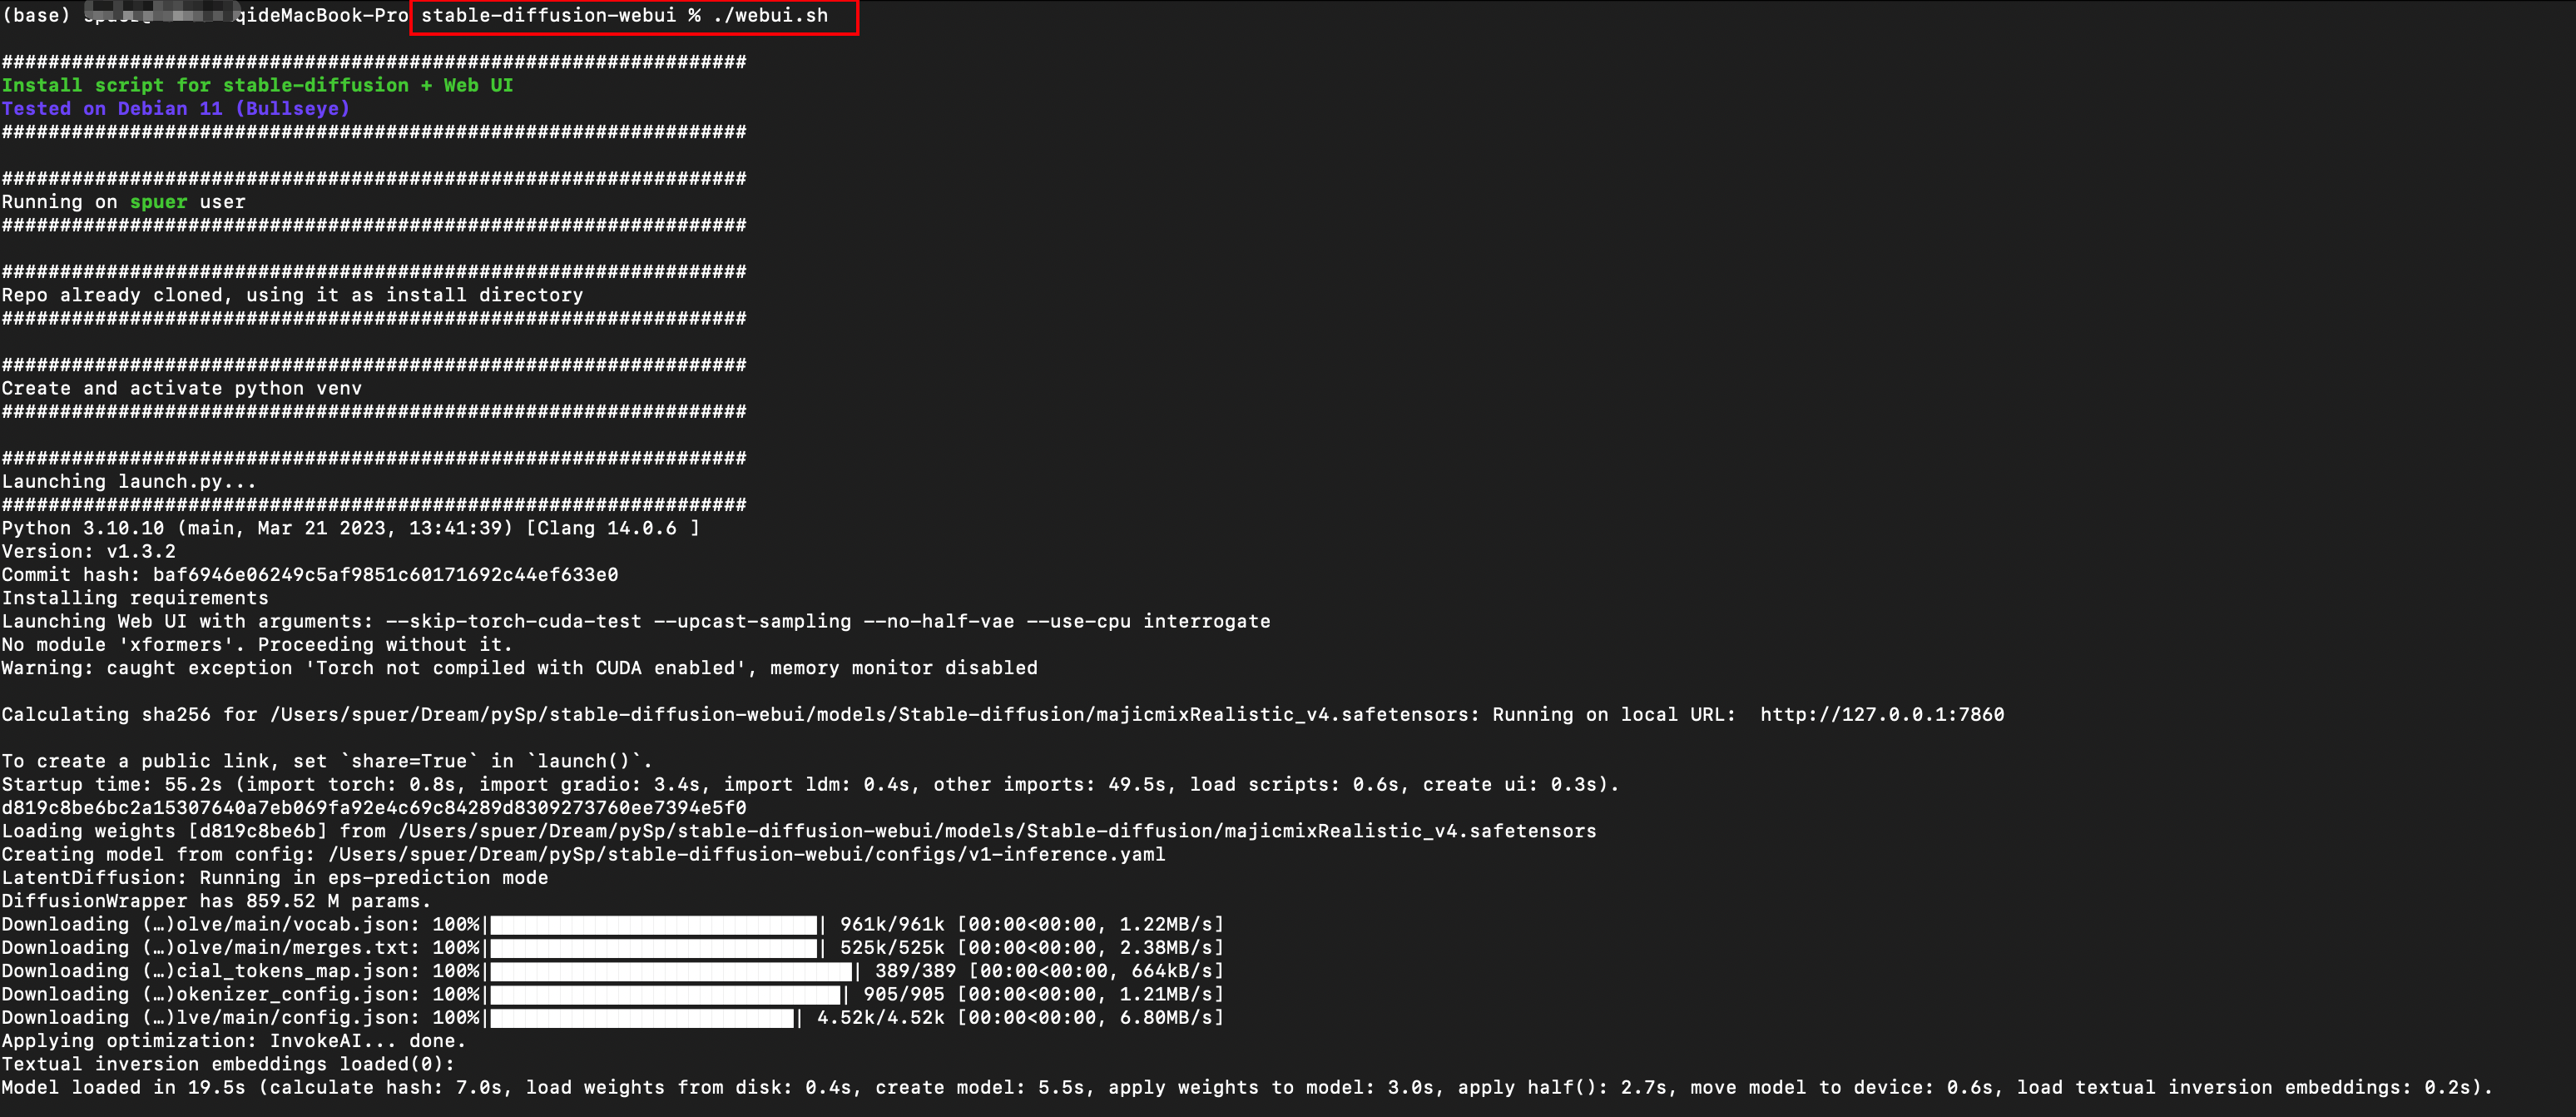 (base) qideMacBook-Pro stable-diffusion-webui % ./webui.sh
################################################################
Install script for stable-diffusion + Web UI
Tested on Debian 11 (Bullseye)
################################################################
################################################################
Running on spuer user
################################################################
################################################################
Repo already cloned, using it as install directory
################################################################
################################################################
Create and activate python venv
################################################################
################################################################
Launching launch.py...
################################################################
Python 3.10.10 (main, Mar 21 2023, 13:41:39) [Clang 14.0.6 ]
Version: v1.3.2
Commit hash: baf6946e06249c5af9851c60171692c44ef633e0
Installing requirements
Launching Web UI with arguments: --skip-torch-cuda-test --upcast-sampling --no-half-vae --use-cpu interrogate
No module 'xformers'. Proceeding without it.
Warning: caught exception 'Torch not compiled with CUDA enabled', memory monitor disabled
Calculating sha256 for /Users/spuer/Dream/pySp/stable-diffusion-webui/models/Stable-diffusion/majicmixRealistic_v4.safetensors: Running on local URL:  http://127.0.0.1:7860
To create a public link, set `share=True` in `launch()`.
Startup time: 55.2s (import torch: 0.8s, import gradio: 3.4s, import ldm: 0.4s, other imports: 49.5s, load scripts: 0.6s, create ui: 0.3s).
d819c8be6bc2a15307640a7eb069fa92e4c69c84289d8309273760ee7394e5f0
Loading weights [d819c8be6b] from /Users/spuer/Dream/pySp/stable-diffusion-webui/models/Stable-diffusion/majicmixRealistic_v4.safetensors
Creating model from config: /Users/spuer/Dream/pySp/stable-diffusion-webui/configs/v1-inference.yaml
LatentDiffusion: Running in eps-prediction mode
DiffusionWrapper has 859.52 M params.
Downloading (…)olve/main/vocab.json: 100%|████████████████████████████| 961k/961k [00:00<00:00, 1.22MB/s]
Downloading (…)olve/main/merges.txt: 100%|████████████████████████████| 525k/525k [00:00<00:00, 2.38MB/s]
Downloading (…)cial_tokens_map.json: 100%|███████████████████████████████| 389/389 [00:00<00:00, 664kB/s]
Downloading (…)okenizer_config.json: 100%|██████████████████████████████| 905/905 [00:00<00:00, 1.21MB/s]
Downloading (…)lve/main/config.json: 100%|██████████████████████████| 4.52k/4.52k [00:00<00:00, 6.80MB/s]
Applying optimization: InvokeAI... done.
Textual inversion embeddings loaded(0):
Model loaded in 19.5s (calculate hash: 7.0s, load weights from disk: 0.4s, create model: 5.5s, apply weights to model: 3.0s, apply half(): 2.7s, move model to device: 0.6s, load textual inversion embeddings: 0.2s).